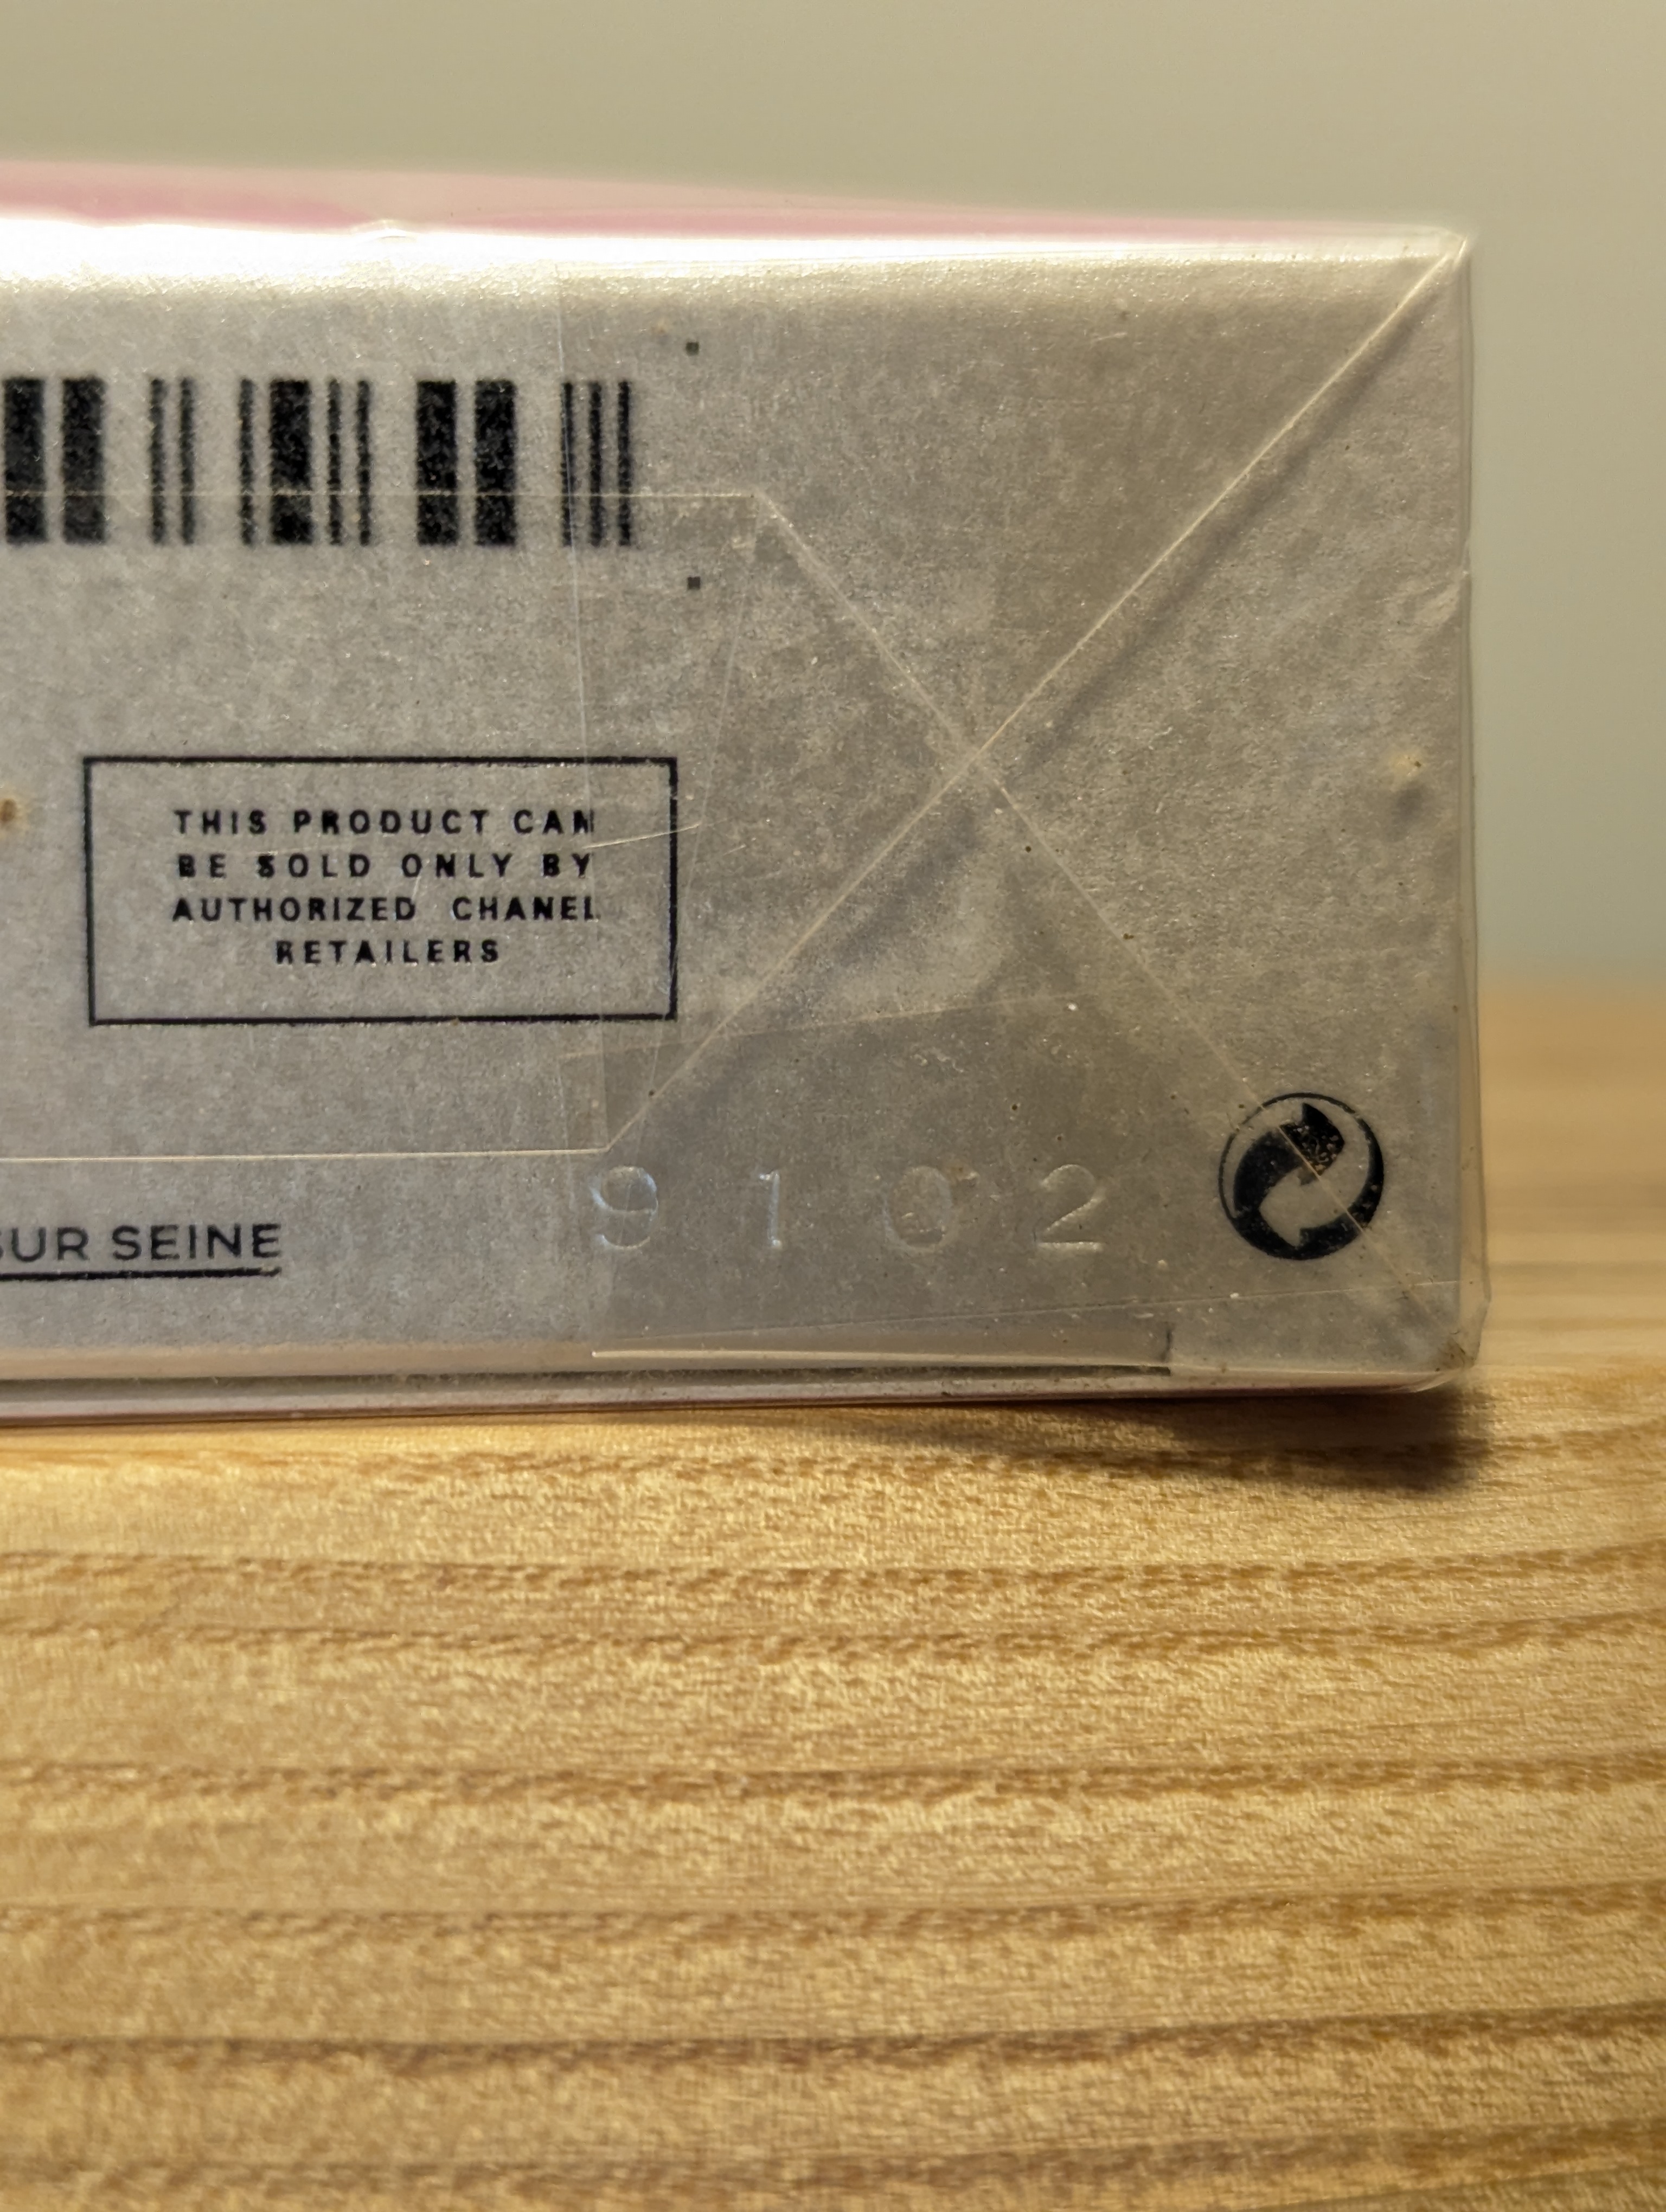 THIS PRODUCT CAN
BE SOLD ONLY BY
AUTHORIZED CHANEL
RETAILERS
SUR SEINE
9102